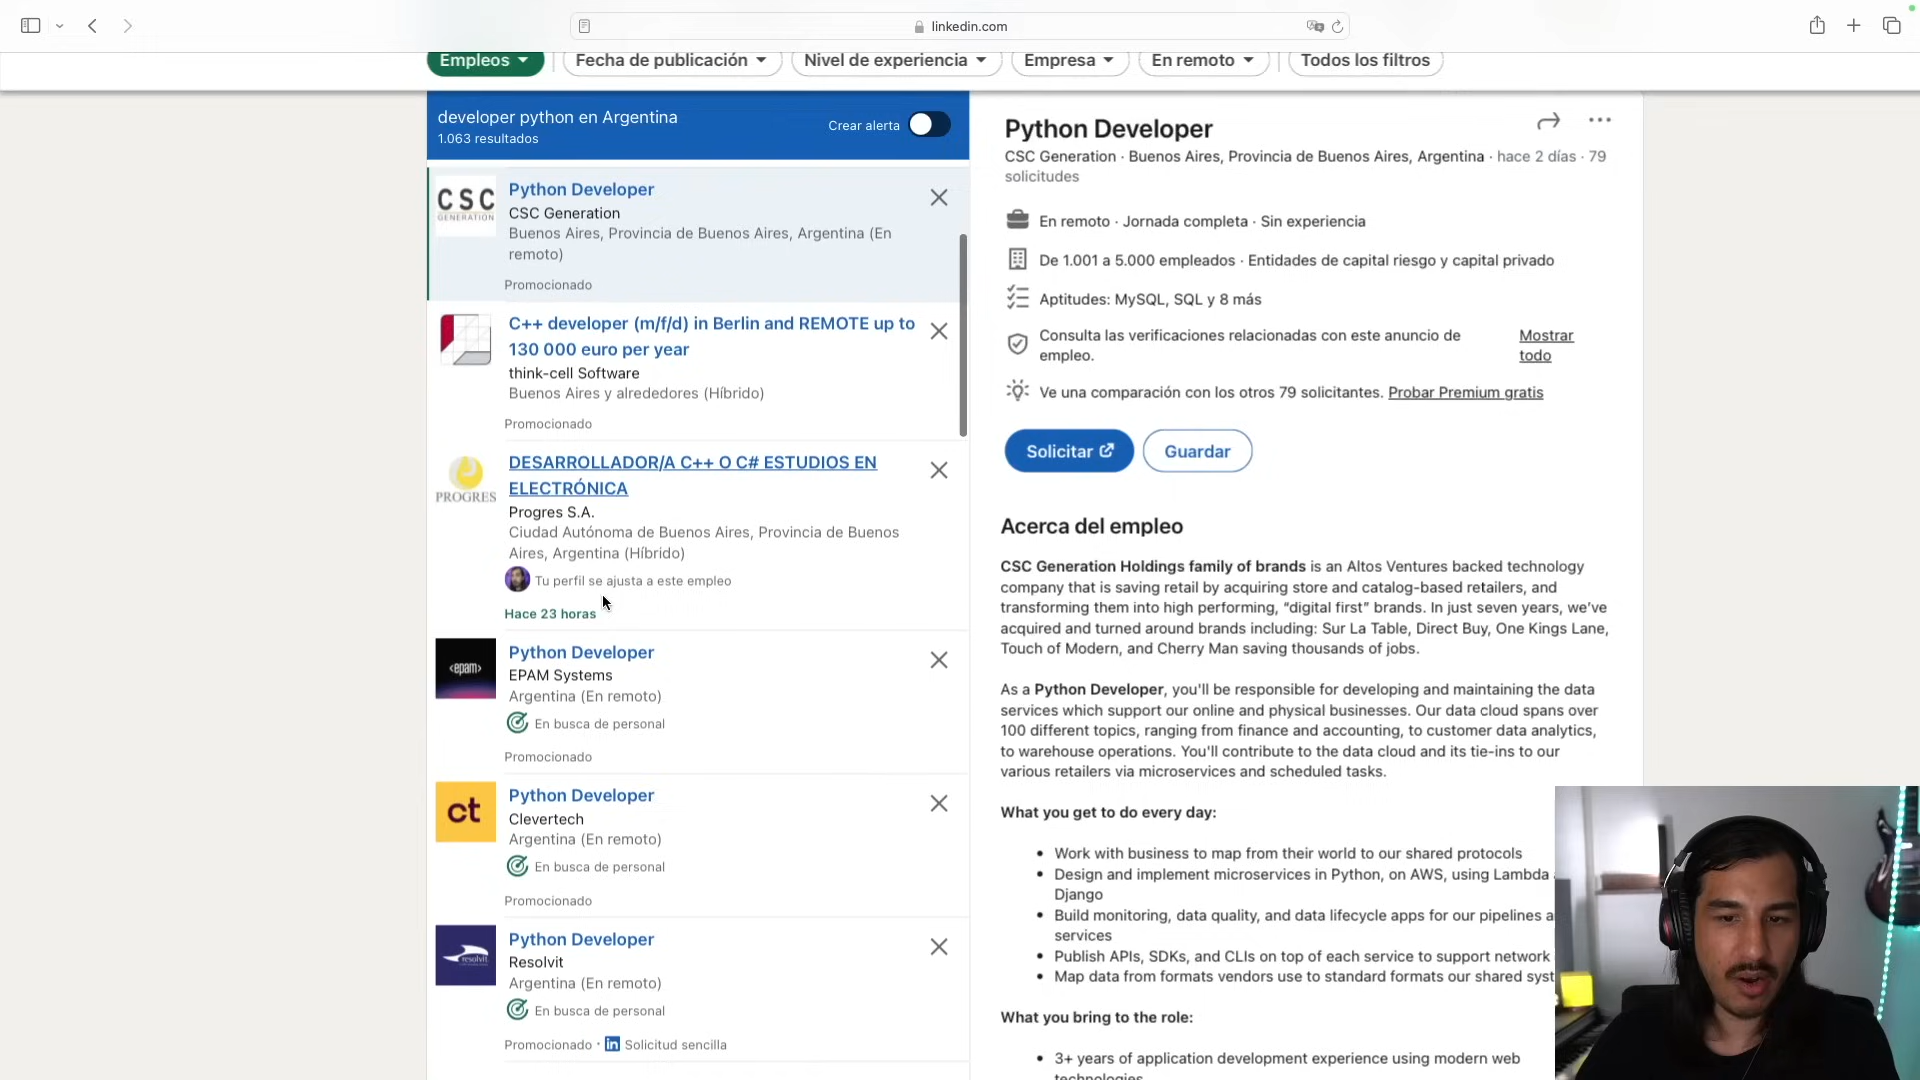 linkedin.com
Empleos
Fecha de publicación
Nivel de experiencia
Empresa
En remoto
Todos los filtros
developer python en Argentina
1.063 resultados
Crear alerta
CSC
GENERATION
Python Developer
CSC Generation
Buenos Aires, Provincia de Buenos Aires, Argentina (En
remoto)
Promocionado
C++ developer (m/f/d) in Berlin and REMOTE up to
130 000 euro per year
think-cell Software
Buenos Aires y alrededores (Híbrido)
Promocionado
PROGRES
DESARROLLADOR/A C++ O C# ESTUDIOS EN
ELECTRÓNICA
Progres S.A.
Ciudad Autónoma de Buenos Aires, Provincia de Buenos
Aires, Argentina (Híbrido)
Tu perfil se ajusta a este empleo
Hace 23 horas
<epam>
Python Developer
EPAM Systems
Argentina (En remoto)
En busca de personal
Promocionado
ct
Python Developer
Clevertech
Argentina (En remoto)
En busca de personal
Promocionado
resolvit
Python Developer
Resolvit
Argentina (En remoto)
En busca de personal
Promocionado · in Solicitud sencilla
Python Developer
CSC Generation · Buenos Aires, Provincia de Buenos Aires, Argentina · hace 2 días · 79
solicitudes
En remoto · Jornada completa · Sin experiencia
De 1.001 a 5.000 empleados · Entidades de capital riesgo y capital privado
Aptitudes: MySQL, SQL y 8 más
Consulta las verificaciones relacionadas con este anuncio de
empleo.
Mostrar
todo
Ve una comparación con los otros 79 solicitantes. Probar Premium gratis
Solicitar
Guardar
Acerca del empleo
CSC Generation Holdings family of brands is an Altos Ventures backed technology
company that is saving retail by acquiring store and catalog-based retailers, and
transforming them into high performing, “digital first” brands. In just seven years, we’ve
acquired and turned around brands including: Sur La Table, Direct Buy, One Kings Lane,
Touch of Modern, and Cherry Man saving thousands of jobs.
As a Python Developer, you'll be responsible for developing and maintaining the data
services which support our online and physical businesses. Our data cloud spans over
100 different topics, ranging from finance and accounting, to customer data analytics,
to warehouse operations. You'll contribute to the data cloud and its tie-ins to our
various retailers via microservices and scheduled tasks.
What you get to do every day:
• Work with business to map from their world to our shared protocols
• Design and implement microservices in Python, on AWS, using Lambda
Django
• Build monitoring, data quality, and data lifecycle apps for our pipelines a
services
• Publish APIs, SDKs, and CLIs on top of each service to support network
• Map data from formats vendors use to standard formats our shared syst
What you bring to the role:
• 3+ years of application development experience using modern web
technologies